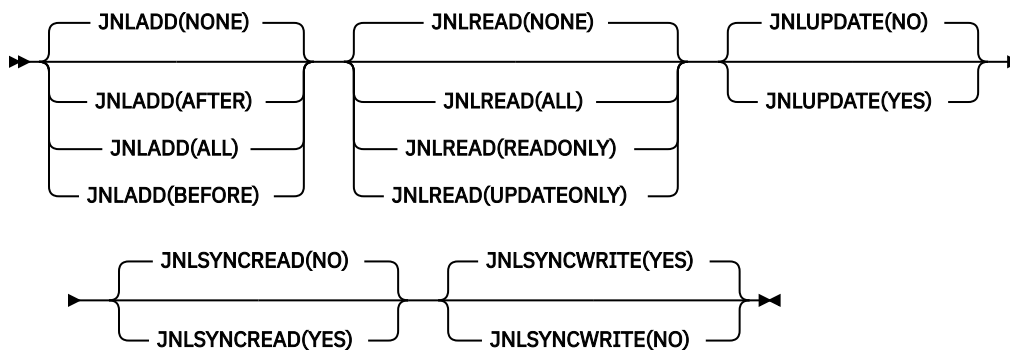 JNLADD(NONE) JNLREAD(NONE) JNLUPDATE(NO)
JNLADD(AFTER) JNLREAD(ALL) JNLUPDATE(YES)
JNLADD(ALL) JNLREAD(READONLY)
JNLADD(BEFORE) JNLREAD(UPDATEONLY)
JNLSYNCREAD(NO) JNLSYNCWRITE(YES)
JNLSYNCREAD(YES) JNLSYNCWRITE(NO)